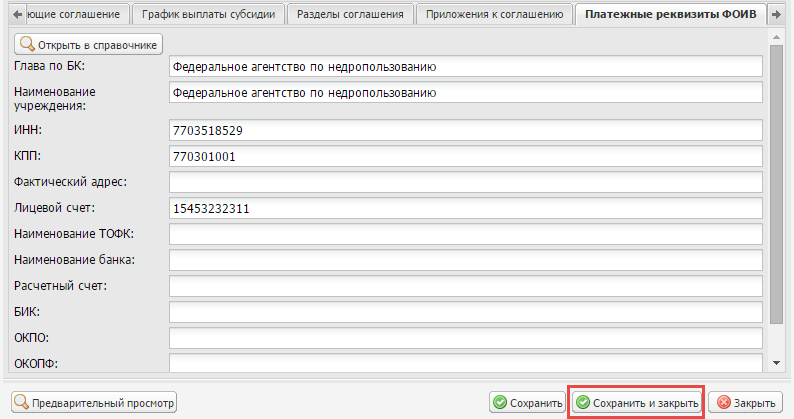 ющие соглашение График выплаты субсидии Разделы соглашения Приложения к соглашению Платежные реквизиты ФОИВ
Открыть в справочнике
Глава по БК: Федеральное агентство по недропользованию
Наименование учреждения: Федеральное агентство по недропользованию
ИНН: 7703518529
КПП: 770301001
Фактический адрес:
Лицевой счет: 15453232311
Наименование ТОФК:
Наименование банка:
Расчетный счет:
БИК:
ОКПО:
ОКОПФ:
Предварительный просмотр Сохранить Сохранить и закрыть Закрыть